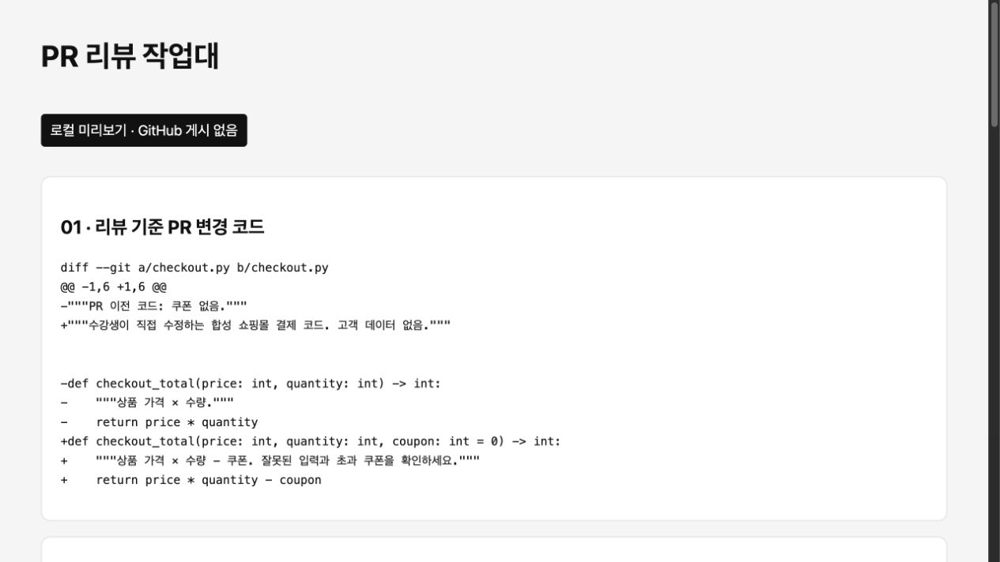 PR 리뷰 작업대
로컬 미리보기 · GitHub 게시 없음
01 · 리뷰 기준 PR 변경 코드
diff --git a/checkout.py b/checkout.py
@@ -1,6 +1,6 @@
-"""PR 이전 코드: 쿠폰 없음."""
+"""수강생이 직접 수정하는 합성 쇼핑몰 결제 코드. 고객 데이터 없음."""
-def checkout_total(price: int, quantity: int) -> int:
-    """상품 가격 × 수량."""
-    return price * quantity
+def checkout_total(price: int, quantity: int, coupon: int = 0) -> int:
+    """상품 가격 × 수량 - 쿠폰. 잘못된 입력과 초과 쿠폰을 확인하세요."""
+    return price * quantity - coupon